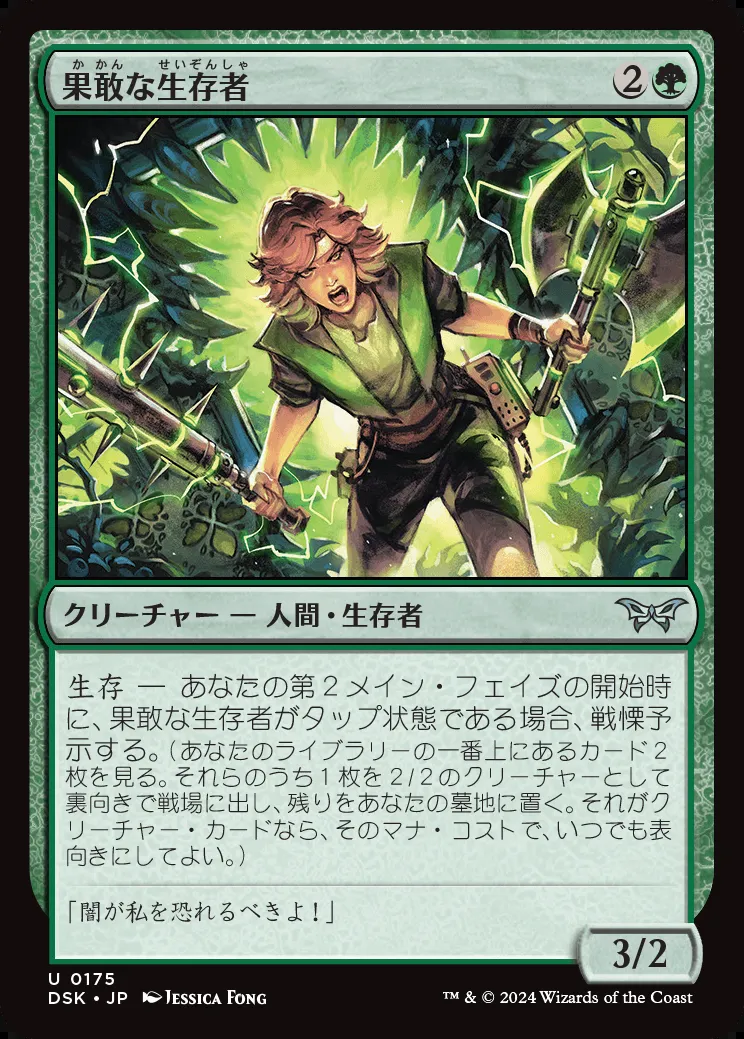 かかん せいぞんしゃ
果敢な生存者 2
クリーチャー — 人間・生存者
生存 — あなたの第2メイン・フェイズの開始時
に、果敢な生存者がタップ状態である場合、戦慄予
示する。（あなたのライブラリーの一番上にあるカード2
枚を見る。それらのうち1枚を2/2のクリーチャーとして
裏向きで戦場に出し、残りをあなたの墓地に置く。それがク
リーチャー・カードなら、そのマナ・コストで、いつでも表
向きにしてよい。）
「闇が私を恐れるべきよ！」
3/2
U 0175
DSK • JP Jessica Fong
™ & © 2024 Wizards of the Coast